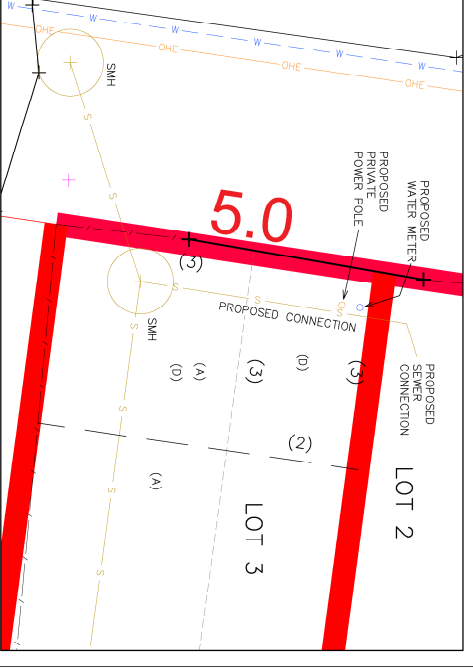 W
W
W
W
W
W
OHE
OHE
OHE
OHE
SMH
S
S
PROPOSED
PRIVATE
POWER POLE
PROPOSED
WATER METER
5.0
(3)
S
S
S
PROPOSED CONNECTION
SMH
PROPOSED
SEWER
CONNECTION
(D)
(A)
(3)
(D)
(3)
S
(2)
LOT 2
(A)
S
LOT 3
S